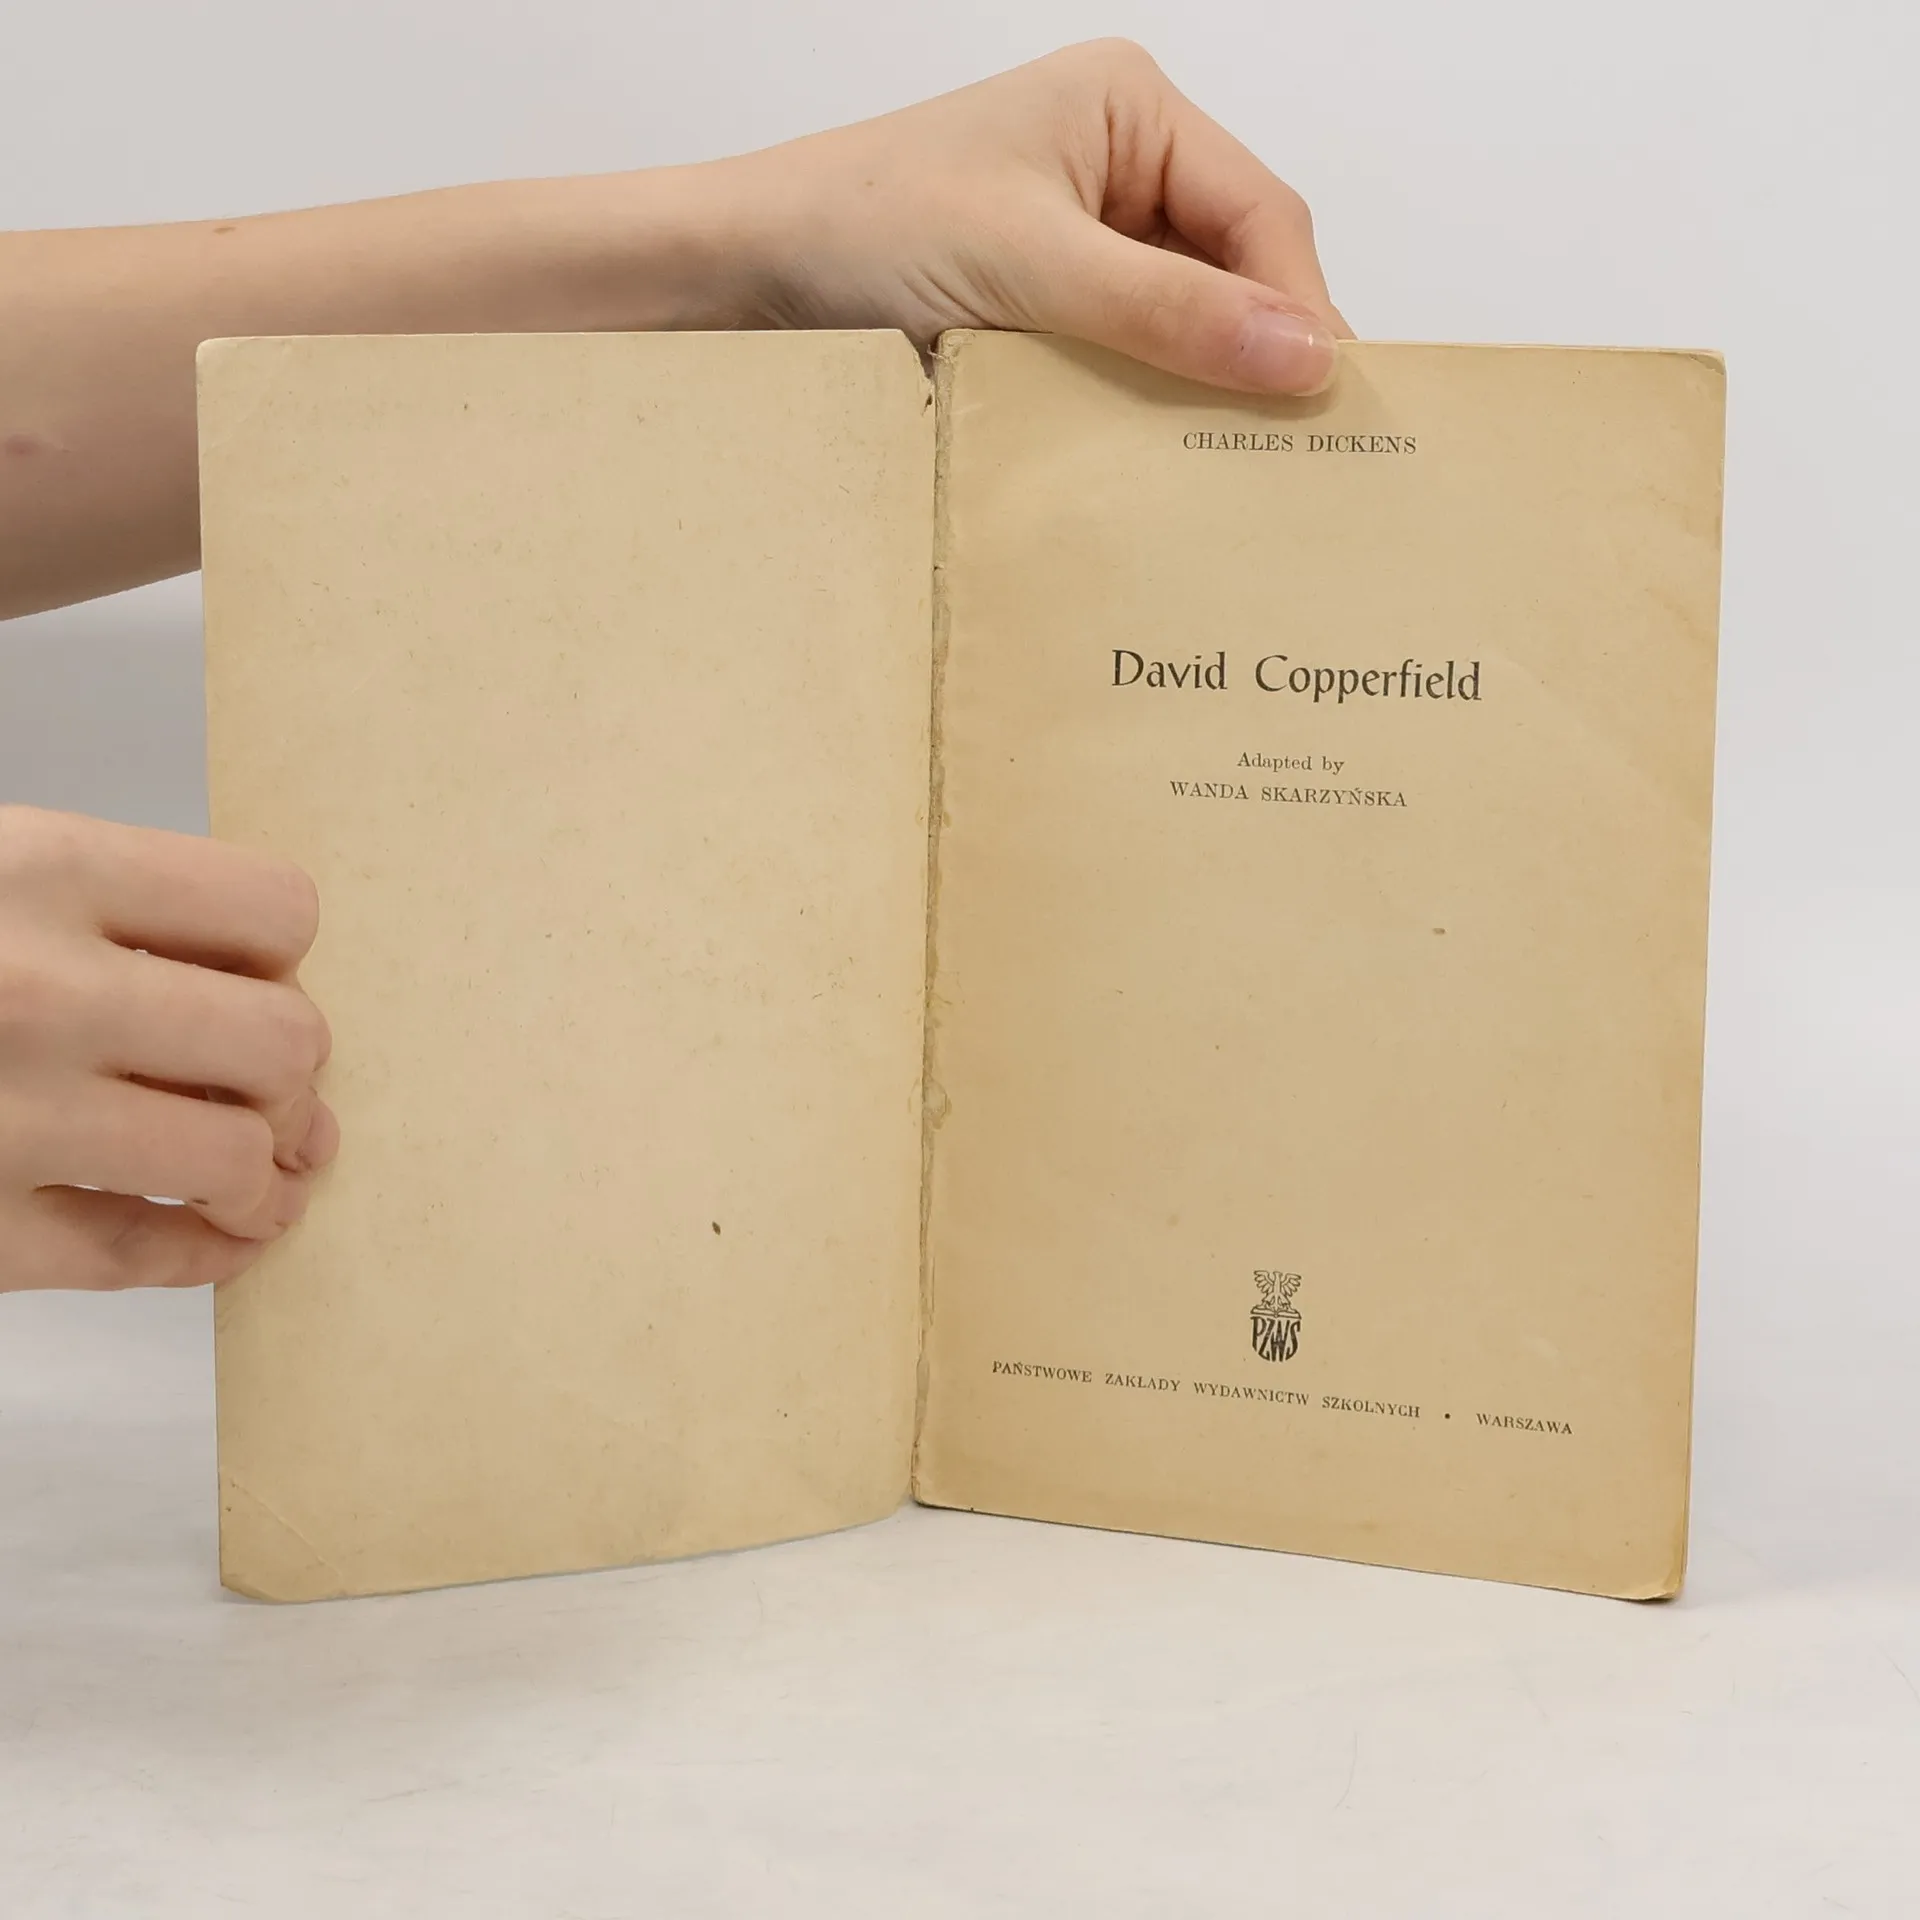 CHARLES DICKENS
David Copperfield
Adapted by
WANDA SKARZYŃSKA
PZWS
PAŃSTWOWE ZAKŁADY WYDAWNICTW SZKOLNYCH • WARSZAWA